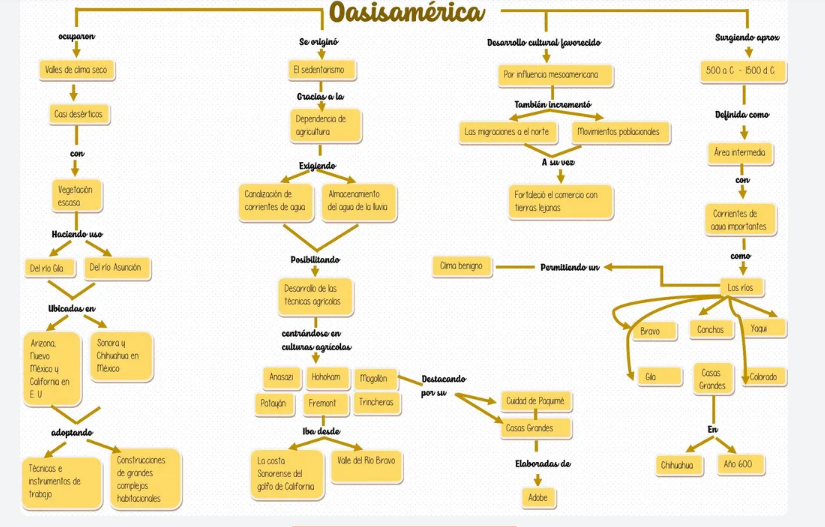 Oasisamérica
ocuparon
Valles de clima seco
Casi desérticos
con
Vegetación
escasa
Haciendo uso
Del río Gila
Del río Asunción
Ubicadas en
Arizona,
Nuevo
México y
California en
E. U
Sonora y
Chihuahua en
México
adoptando
Técnicas e
instrumentos de
trabajo
Construcciones
de grandes
complejos
habitacionales
Se originó
El sedentarismo
Gracias a la
Dependencia de
agricultura
Exigiendo
Canalización de
corrientes de agua
Almacenamiento
del agua de la lluvia
Posibilitando
Desarrollo de las
técnicas agrícolas
centrándose en
culturas agrícolas
Anasazi
Hohokam
Mogollón
Patayán
Fremont
Trincheras
Iba desde
La costa
Sonorense del
golfo de California
Valle del Río Bravo
Destacando
por su
Cuidad de Paquimé
Casas Grandes
Elaboradas de
Adobe
Desarrollo cultural favorecido
Por influencia mesoamericana
También incrementó
Las migraciones a el norte
Movimientos poblacionales
A su vez
Fortaleció el comercio con
tierras lejanas
Surgiendo aprox
500 a.C. - 1500 d.C
Definida como
Área intermedia
con
Corrientes de
agua importantes
como
Los ríos
Permitiendo un
Clima benigno
Bravo
Conchos
Yaqui
Gila
Casas
Grandes
Colorado
En
Chihuahua
Año 600